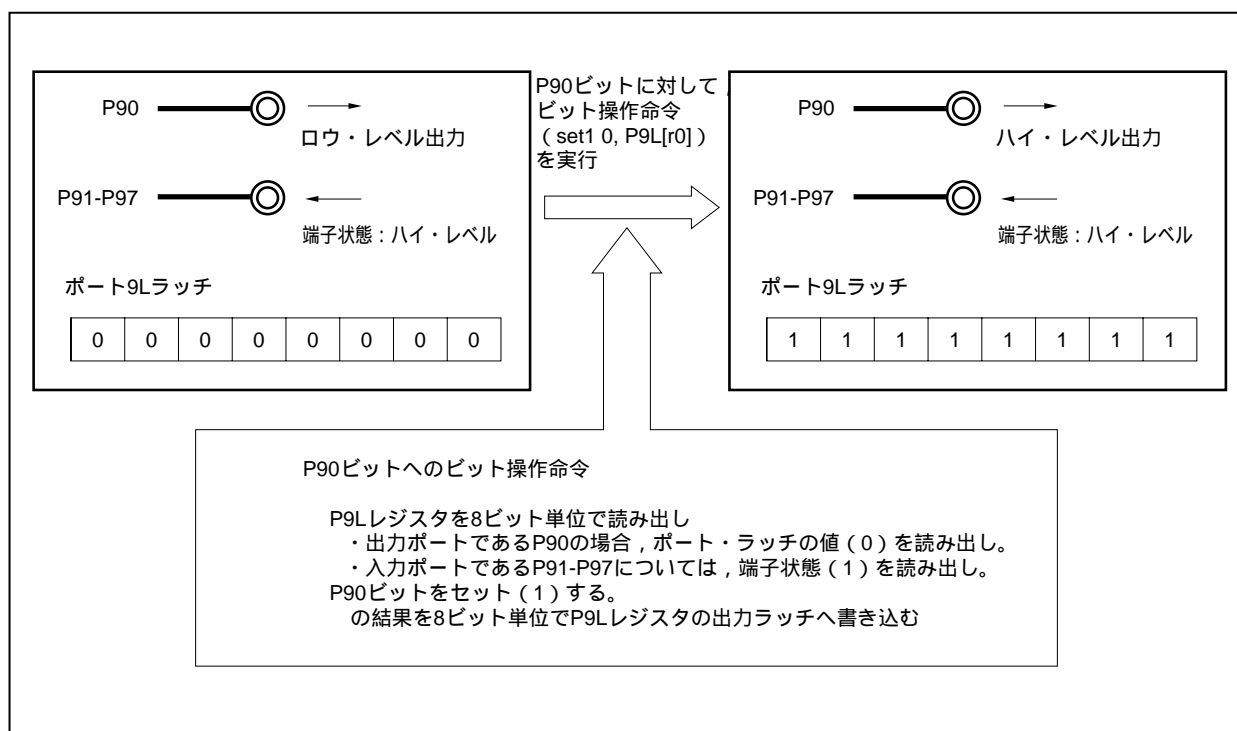 P90
ロウ・レベル出力
P91-P97
端子状態：ハイ・レベル
ポート9Lラッチ
0 0 0 0 0 0 0 0
P90ビットに対して，
ビット操作命令
（set1 0, P9L[r0]）
を実行
P90
ハイ・レベル出力
P91-P97
端子状態：ハイ・レベル
ポート9Lラッチ
1 1 1 1 1 1 1 1
P90ビットへのビット操作命令
P9Lレジスタを8ビット単位で読み出し
・出力ポートであるP90の場合，ポート・ラッチの値（0）を読み出し。
・入力ポートであるP91-P97については，端子状態（1）を読み出し。
P90ビットをセット（1）する。
の結果を8ビット単位でP9Lレジスタの出力ラッチへ書き込む